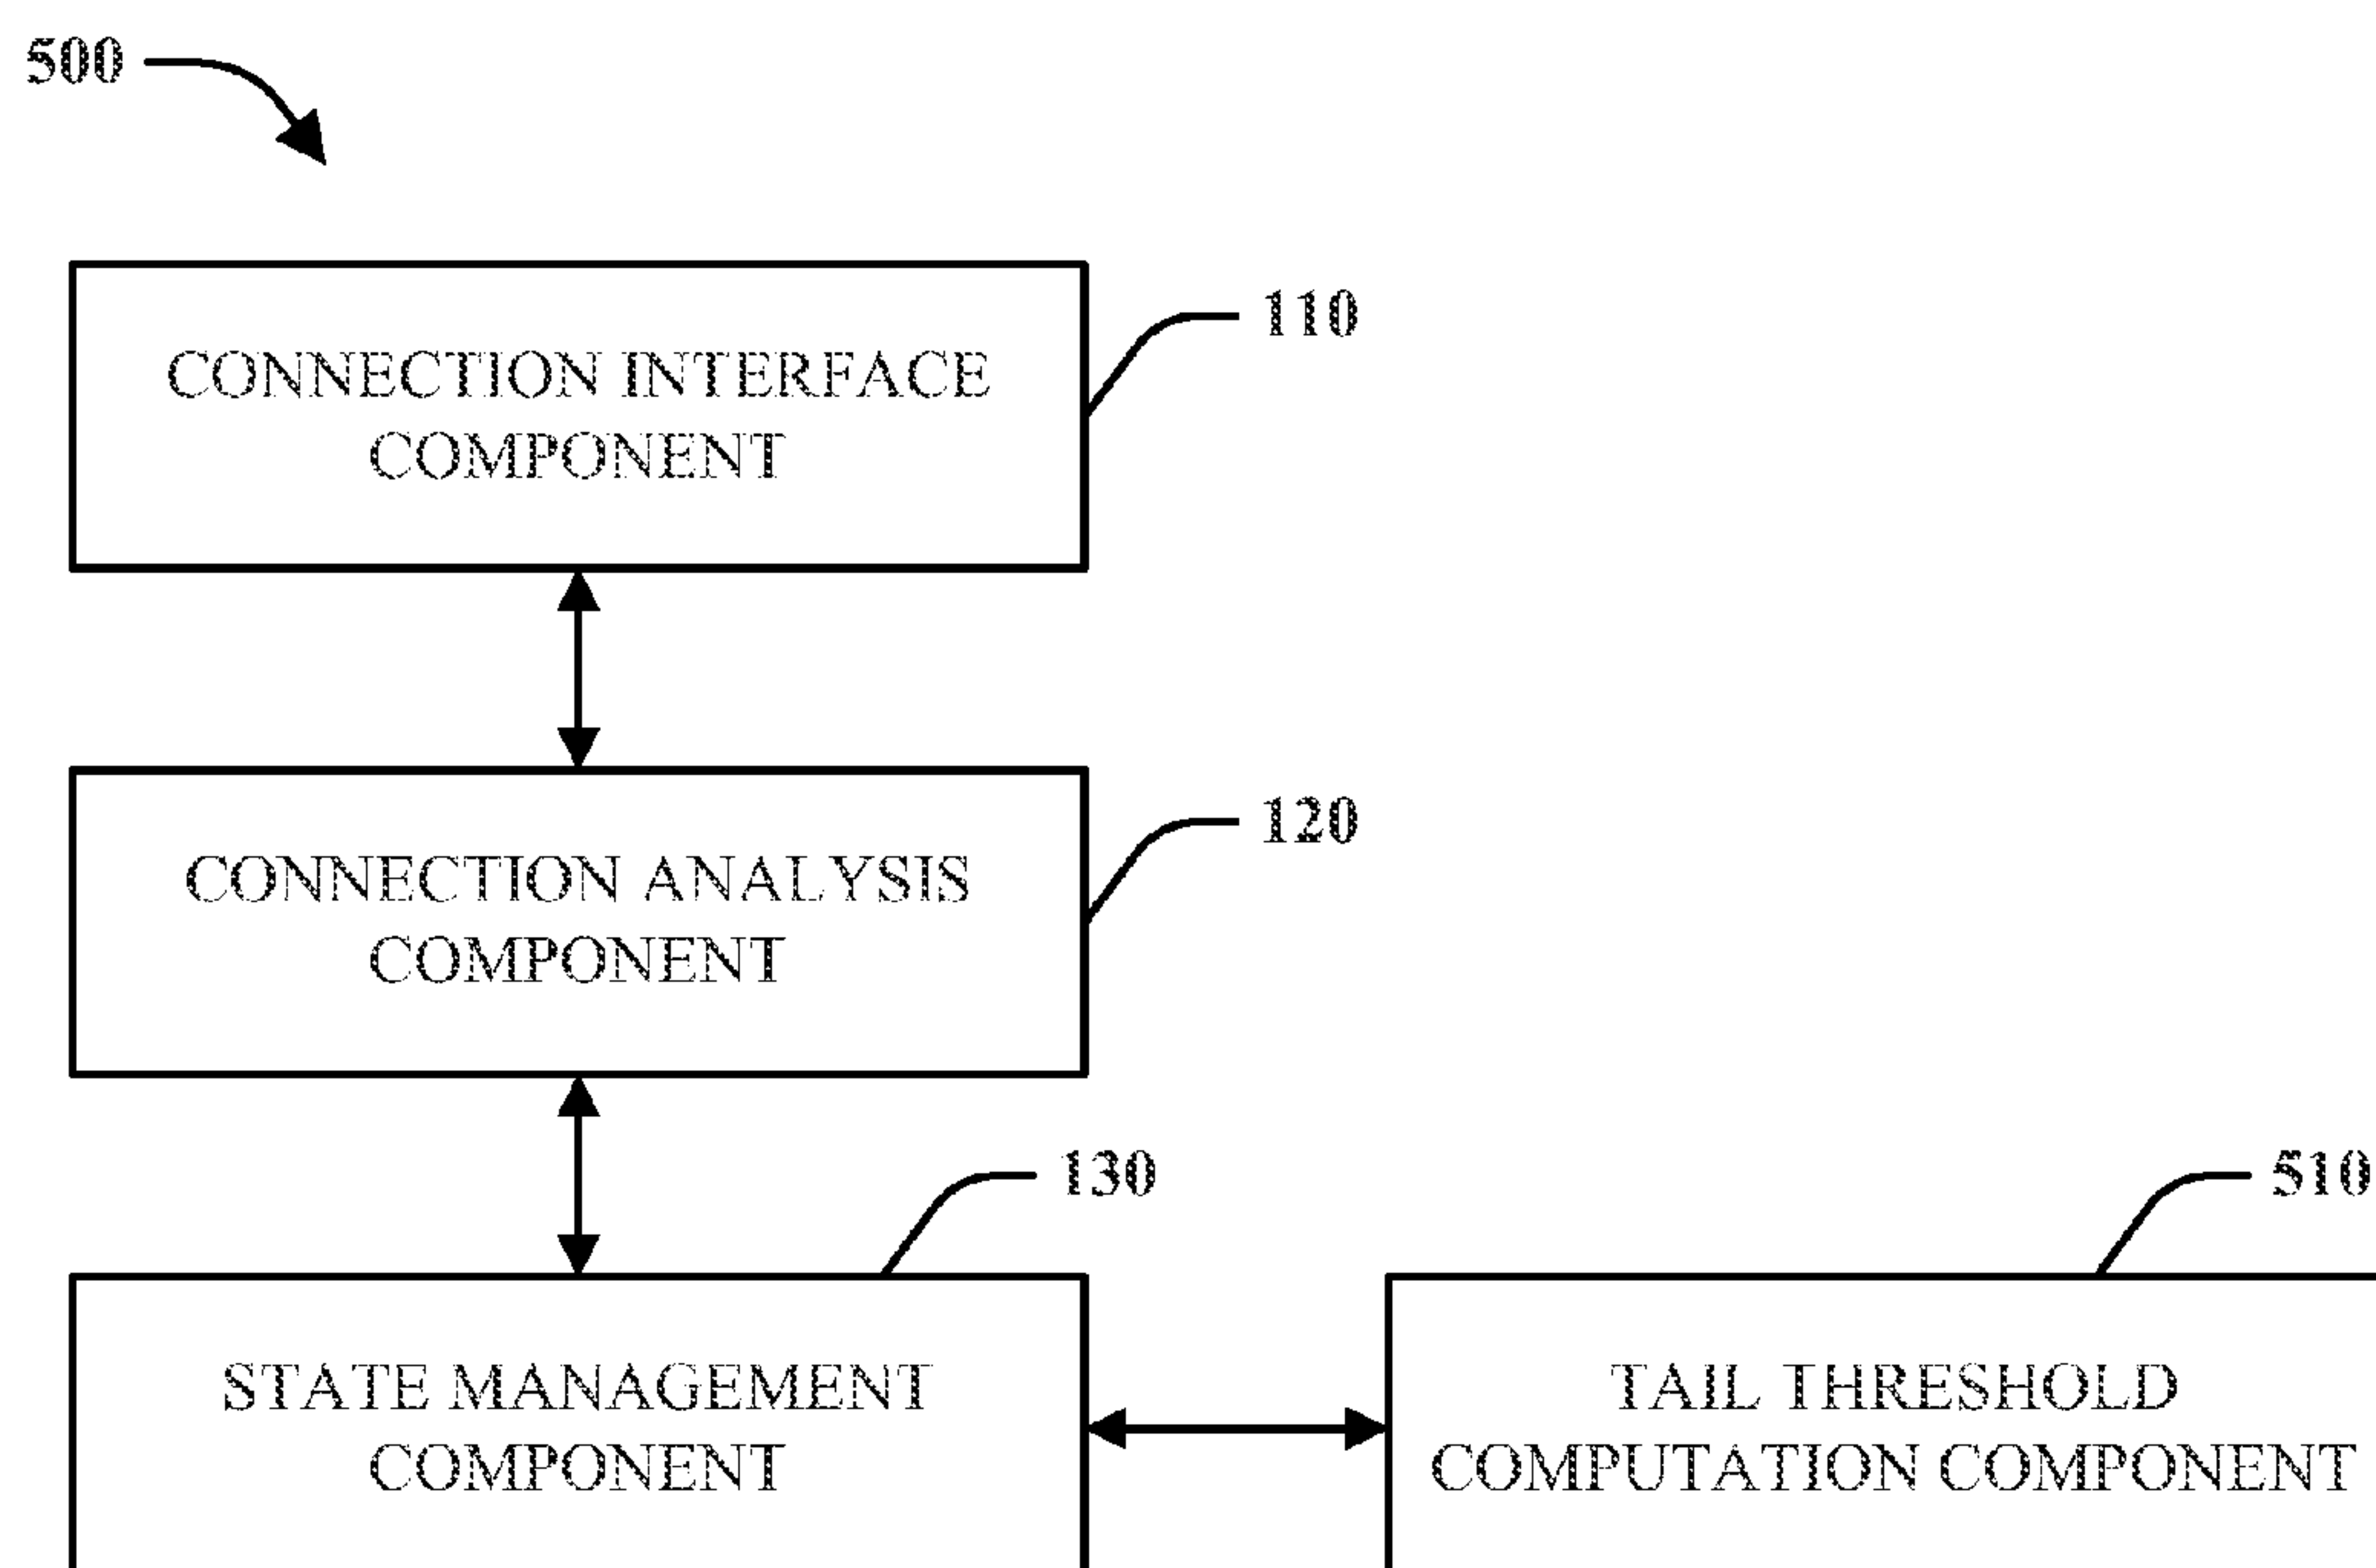 500
110
CONNECTION INTERFACE
COMPONENT
120
CONNECTION ANALYSIS
COMPONENT
130
510
STATE MANAGEMENT
COMPONENT
TAIL THRESHOLD
COMPUTATION COMPONENT